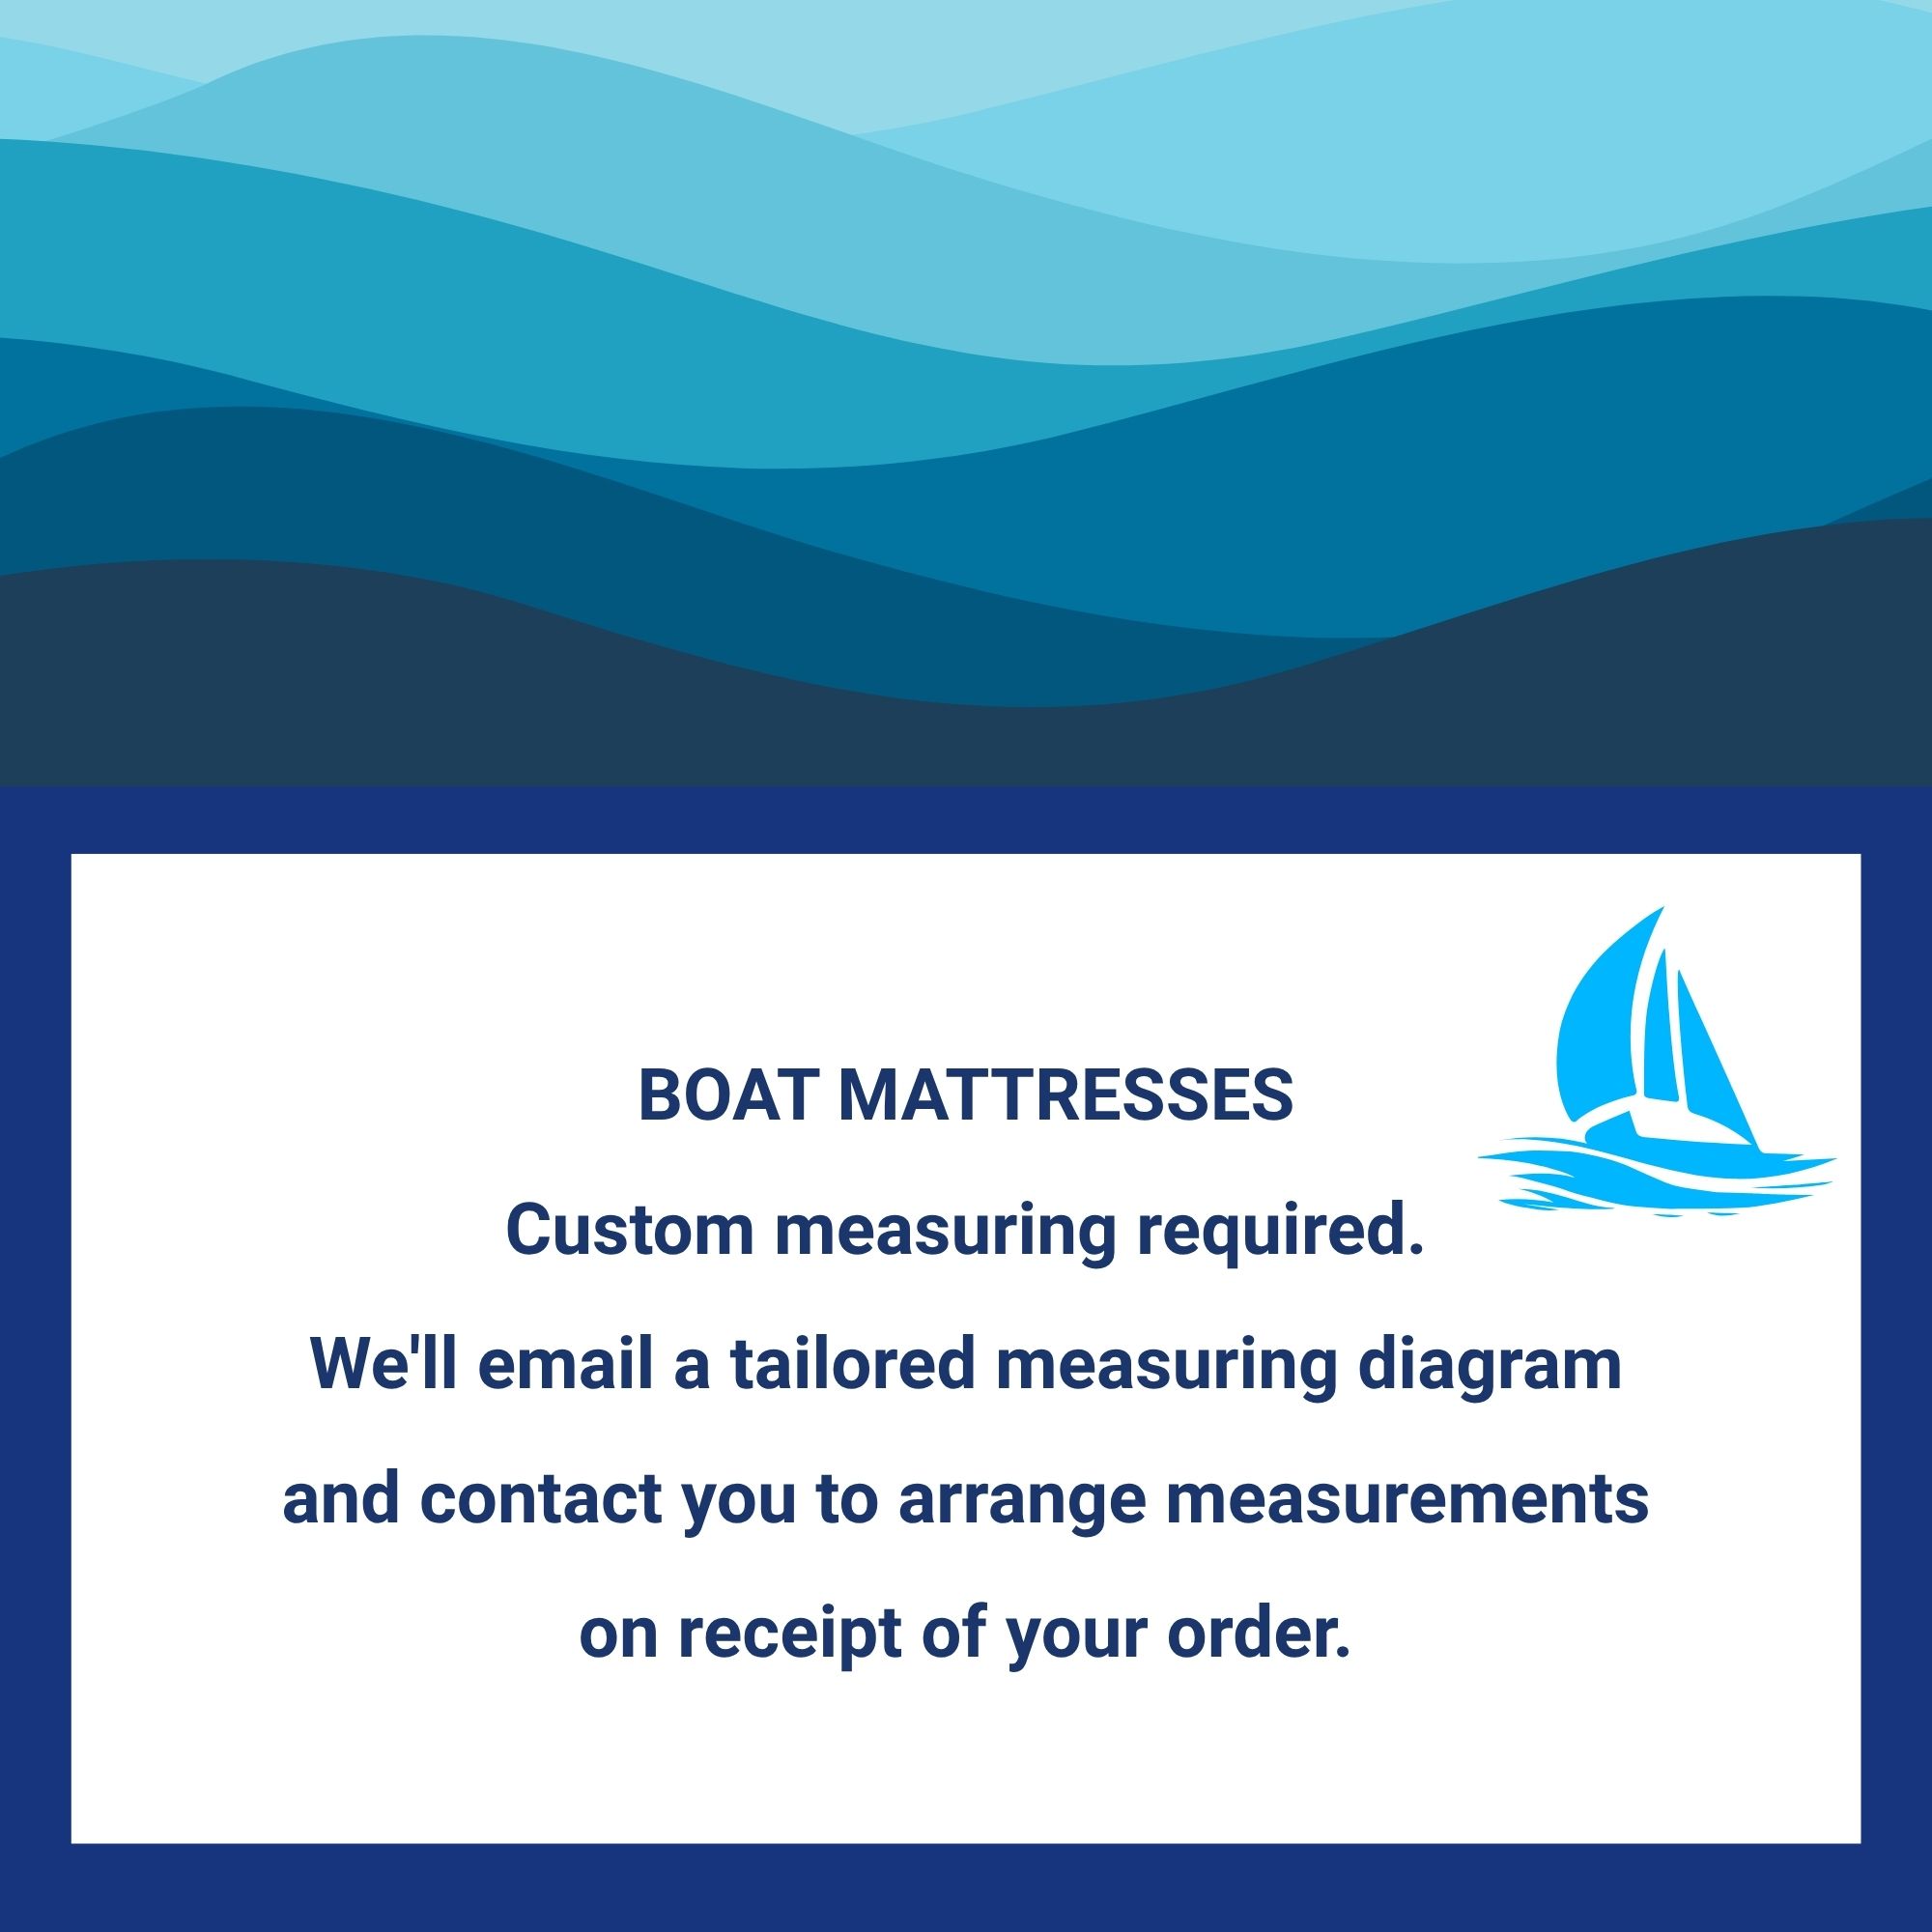 BOAT MATTRESSES
Custom measuring required.
We'll email a tailored measuring diagram
and contact you to arrange measurements
on receipt of your order.